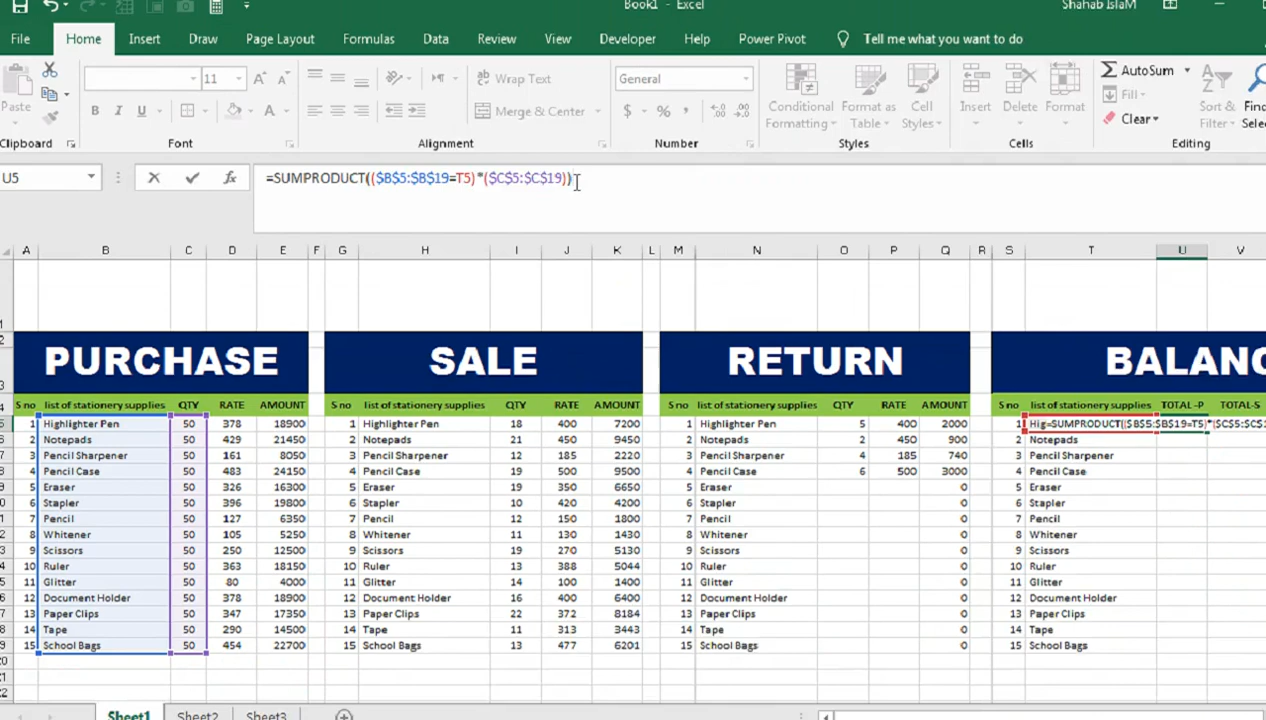 Book1 - Excel
Shahab IslaM
File Home Insert Draw Page Layout Formulas Data Review View Developer Help Power Pivot Tell me what you want to do
11 A A Wrap Text General AutoSum
Paste B I U A Merge & Center $ % , Conditional Formatting Format as Table Cell Styles Insert Delete Format Fill Clear Sort & Filter
Clipboard Font Alignment Number Styles Cells Editing
U5 fx =SUMPRODUCT(($B$5:$B$19=T5)*($C$5:$C$19))
A B C D E F G H I J K L M N O P Q R S T U V
PURCHASE SALE RETURN
S no list of stationery supplies QTY RATE AMOUNT S no list of stationery supplies QTY RATE AMOUNT S no list of stationery supplies QTY RATE AMOUNT S no list of stationery supplies TOTAL -P TOTAL-S
1 Highlighter Pen 50 378 18900 1 Highlighter Pen 18 400 7200 1 Highlighter Pen 5 400 2000 1 Hig=SUMPRODUCT(($B$5:$B$19=T5)*($C$5:$C$1
2 Notepads 50 429 21450 2 Notepads 21 450 9450 2 Notepads 2 450 900 2 Notepads
3 Pencil Sharpener 50 161 8050 3 Pencil Sharpener 12 185 2220 3 Pencil Sharpener 4 185 740 3 Pencil Sharpener
4 Pencil Case 50 483 24150 4 Pencil Case 19 500 9500 4 Pencil Case 6 500 3000 4 Pencil Case
5 Eraser 50 326 16300 5 Eraser 19 350 6650 5 Eraser 0 5 Eraser
6 Stapler 50 396 19800 6 Stapler 10 420 4200 6 Stapler 0 6 Stapler
7 Pencil 50 127 6350 7 Pencil 12 150 1800 7 Pencil 0 7 Pencil
8 Whitener 50 105 5250 8 Whitener 11 130 1430 8 Whitener 0 8 Whitener
9 Scissors 50 250 12500 9 Scissors 19 270 5130 9 Scissors 0 9 Scissors
10 Ruler 50 363 18150 10 Ruler 13 388 5044 10 Ruler 0 10 Ruler
11 Glitter 50 80 4000 11 Glitter 14 100 1400 11 Glitter 0 11 Glitter
12 Document Holder 50 378 18900 12 Document Holder 16 400 6400 12 Document Holder 0 12 Document Holder
13 Paper Clips 50 347 17350 13 Paper Clips 22 372 8184 13 Paper Clips 0 13 Paper Clips
14 Tape 50 290 14500 14 Tape 11 313 3443 14 Tape 0 14 Tape
15 School Bags 50 454 22700 15 School Bags 13 477 6201 15 School Bags 0 15 School Bags
20
22
Sheet1 Sheet2 Sheet3